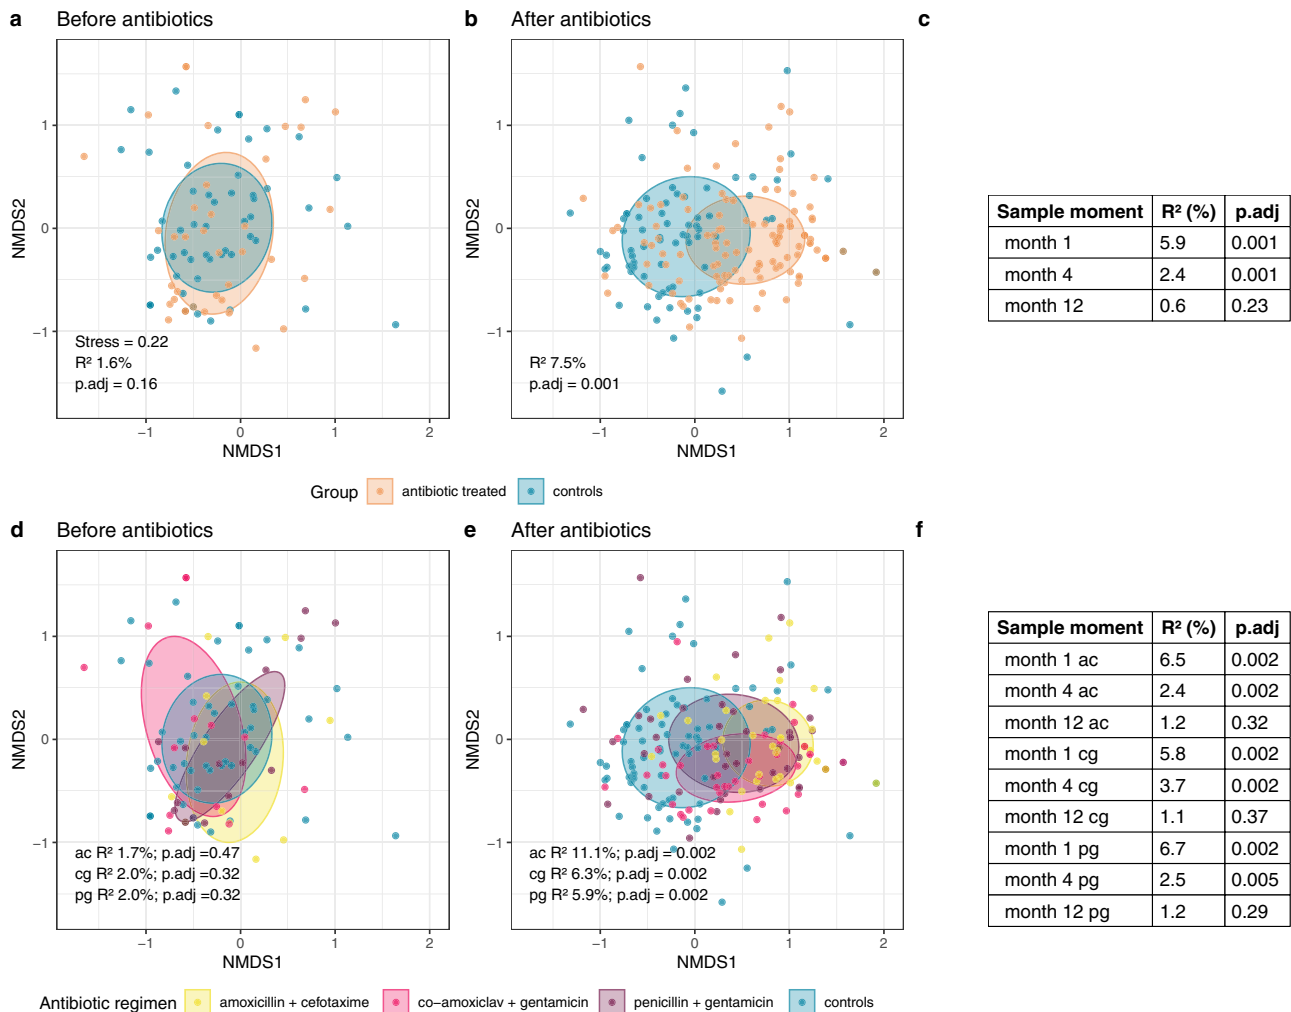 a Before antibiotics
NMDS2
1
0
−1
Stress = 0.22
R² 1.6%
p.adj = 0.16
−1 0 1 2
NMDS1
b After antibiotics
NMDS2
1
0
−1
R² 7.5%
p.adj = 0.001
−1 0 1 2
NMDS1
Group antibiotic treated controls
c
Sample moment R² (%) p.adj
month 1 5.9 0.001
month 4 2.4 0.001
month 12 0.6 0.23
d Before antibiotics
NMDS2
1
0
−1
ac R² 1.7%; p.adj =0.47
cg R² 2.0%; p.adj =0.32
pg R² 2.0%; p.adj =0.32
−1 0 1 2
NMDS1
e After antibiotics
NMDS2
1
0
−1
ac R² 11.1%; p.adj = 0.002
cg R² 6.3%; p.adj = 0.002
pg R² 5.9%; p.adj = 0.002
−1 0 1 2
NMDS1
f
Sample moment R² (%) p.adj
month 1 ac 6.5 0.002
month 4 ac 2.4 0.002
month 12 ac 1.2 0.32
month 1 cg 5.8 0.002
month 4 cg 3.7 0.002
month 12 cg 1.1 0.37
month 1 pg 6.7 0.002
month 4 pg 2.5 0.005
month 12 pg 1.2 0.29
Antibiotic regimen amoxicillin + cefotaxime co−amoxiclav + gentamicin penicillin + gentamicin controls